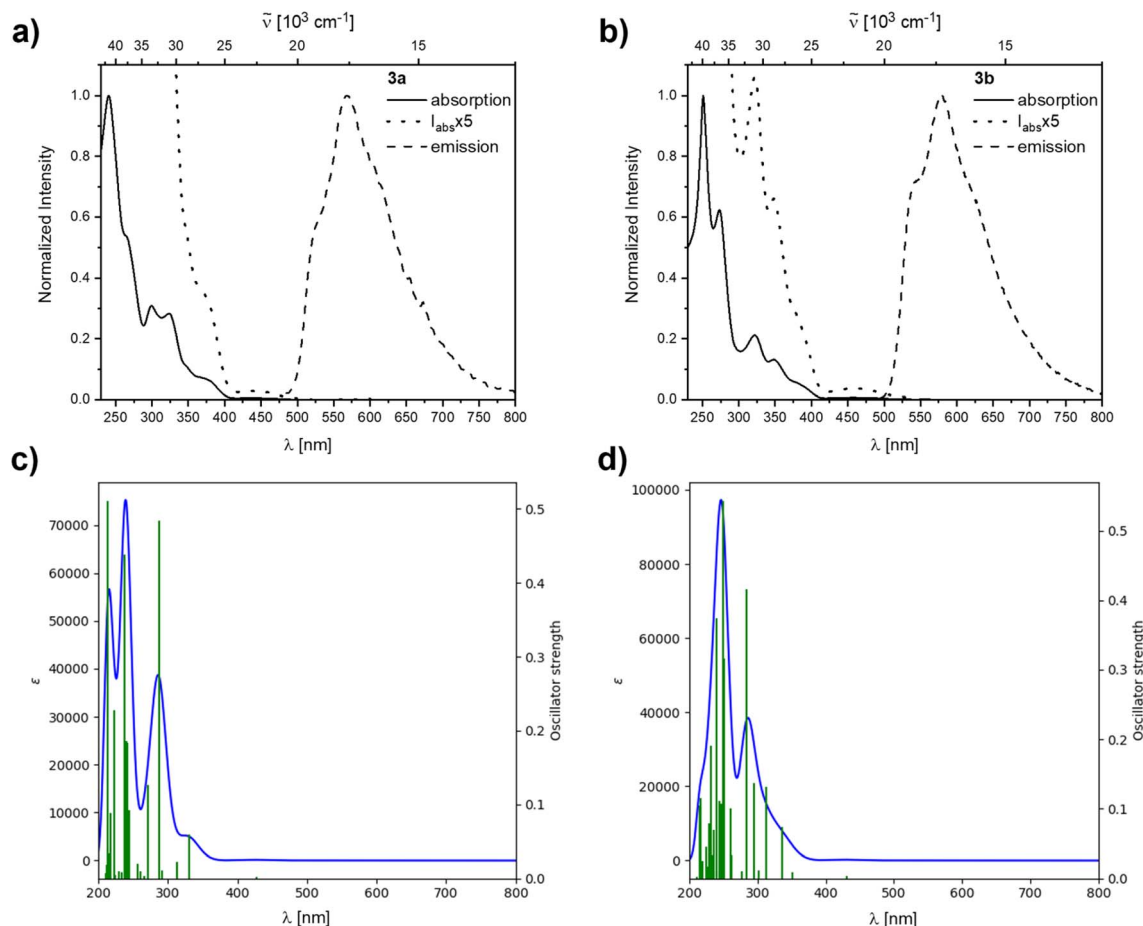 a)
ṽ [10³ cm⁻¹]
40 35 30 25 20 15
3a
absorption
I_abs x5
emission
Normalized Intensity
1.0
0.8
0.6
0.4
0.2
0.0
250 300 350 400 450 500 550 600 650 700 750 800
λ [nm]
b)
ṽ [10³ cm⁻¹]
40 35 30 25 20 15
3b
absorption
I_abs x5
emission
Normalized Intensity
1.0
0.8
0.6
0.4
0.2
0.0
250 300 350 400 450 500 550 600 650 700 750 800
λ [nm]
c)
70000
60000
50000
40000
30000
20000
10000
0
ε
0.5
0.4
0.3
0.2
0.1
0.0
Oscillator strength
200 300 400 500 600 700 800
λ [nm]
d)
100000
80000
60000
40000
20000
0
ε
0.5
0.4
0.3
0.2
0.1
0.0
Oscillator strength
200 300 400 500 600 700 800
λ [nm]